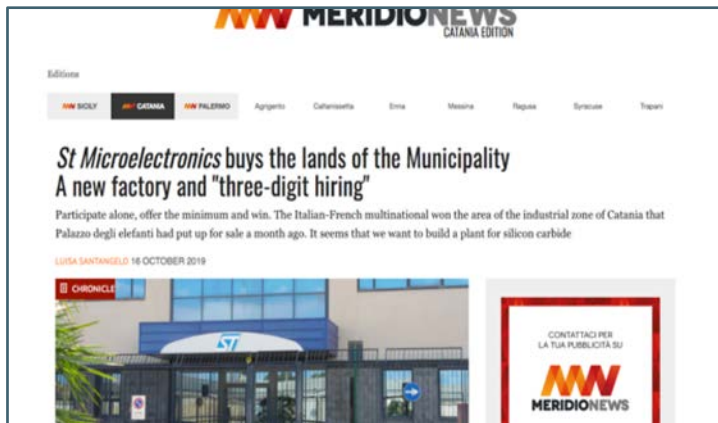 MERIDIONEWS
CATANIA EDITION
Editions
SICILY CATANIA PALERMO Agrigento Caltanissetta Enna Messina Ragusa Syracuse Trapani
St Microelectronics buys the lands of the Municipality
A new factory and "three-digit hiring"
Participate alone, offer the minimum and win. The Italian-French multinational won the area of the industrial zone of Catania that
Palazzo degli elefanti had put up for sale a month ago. It seems that we want to build a plant for silicon carbide
LUISA SANTANGELO 16 OCTOBER 2019
CHRONICLE
ST
CONTATTACI PER
LA TUA PUBBLICITÀ SU
MERIDIONEWS